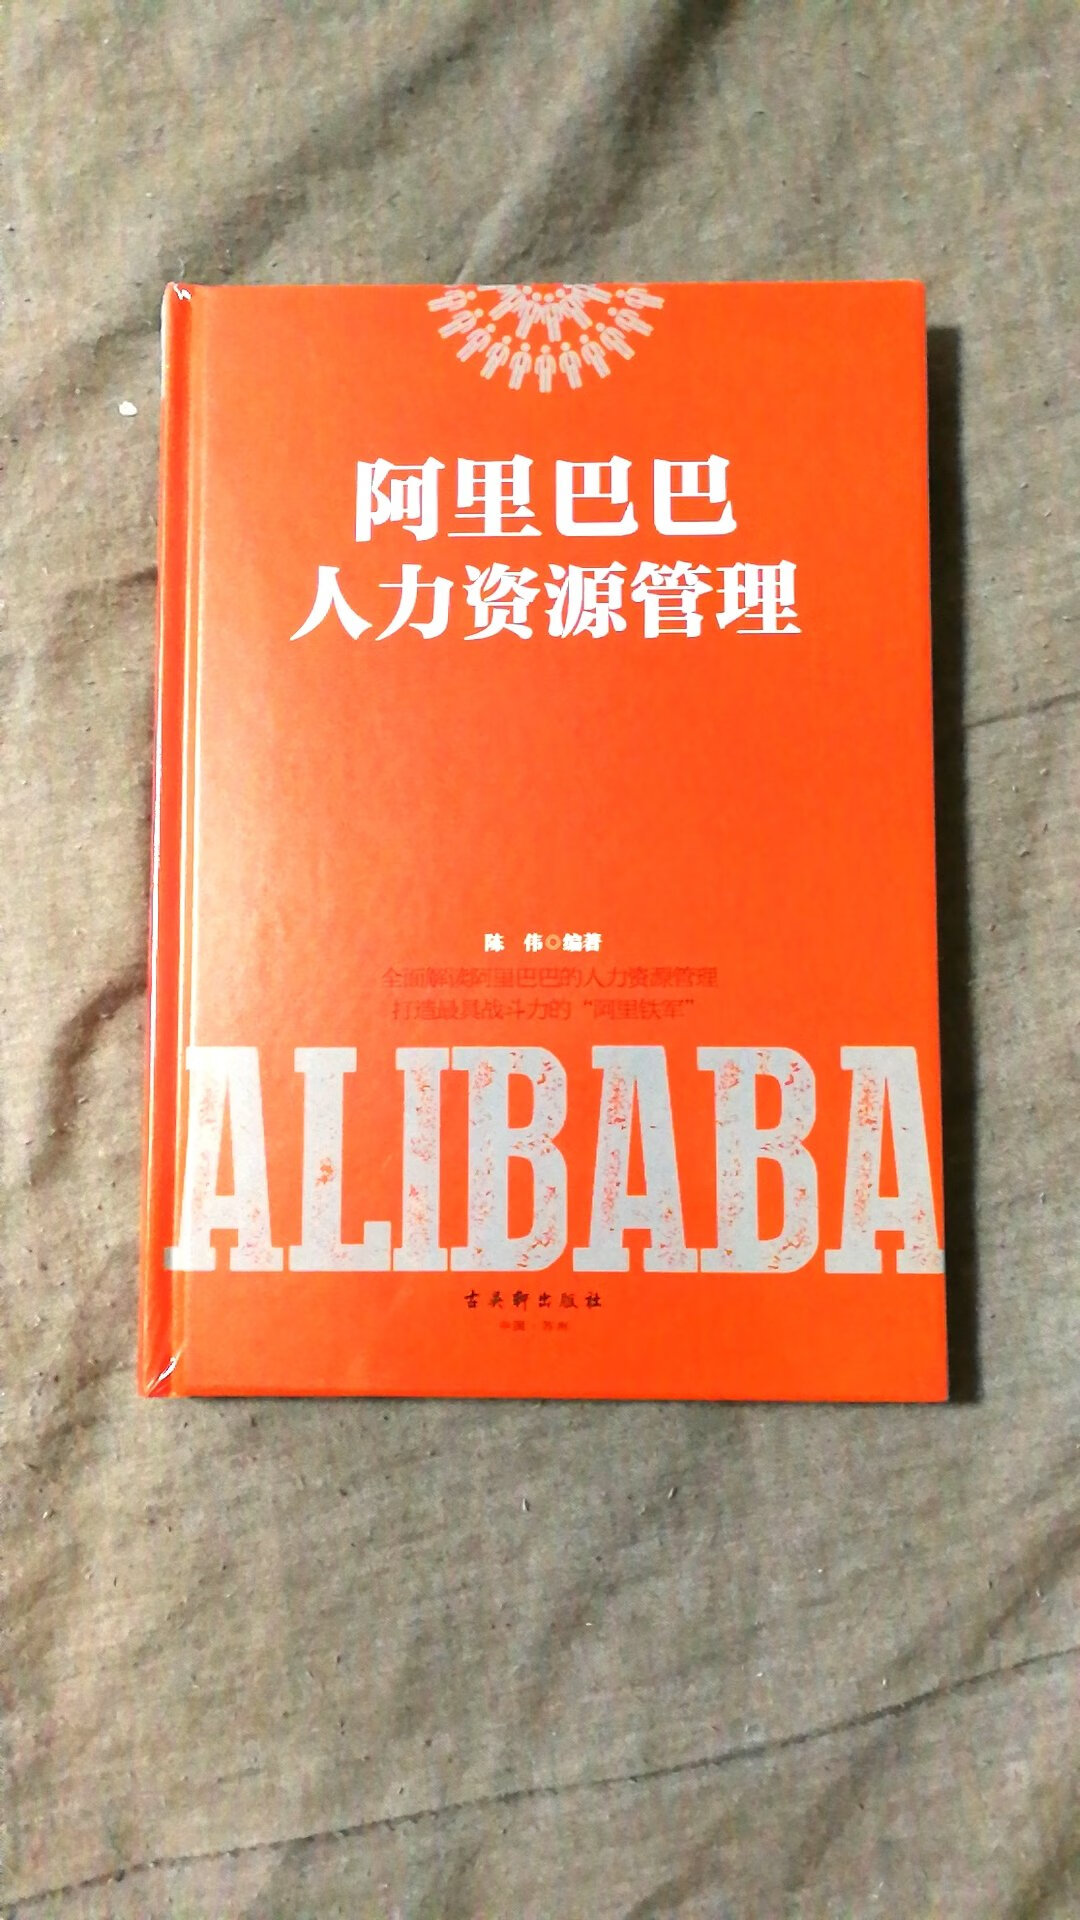 阿里巴巴
人力资源管理
陈 伟◎编著
全面解读阿里巴巴的人力资源管理
打造最具战斗力的“阿里铁军”
ALIBABA
古吴轩出版社
中国·苏州